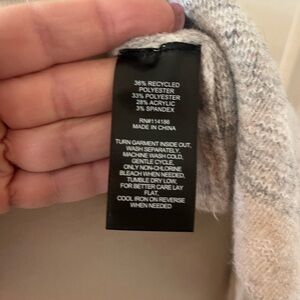 36% RECYCLED
POLYESTER
33% POLYESTER
28% ACRYLIC
3% SPANDEX
RN#114186
MADE IN CHINA
TURN GARMENT INSIDE OUT,
WASH SEPARATELY,
MACHINE WASH COLD,
GENTLE CYCLE,
ONLY NON-CHLORINE
BLEACH WHEN NEEDED,
TUMBLE DRY LOW,
FOR BETTER CARE LAY
FLAT,
COOL IRON ON REVERSE
WHEN NEEDED